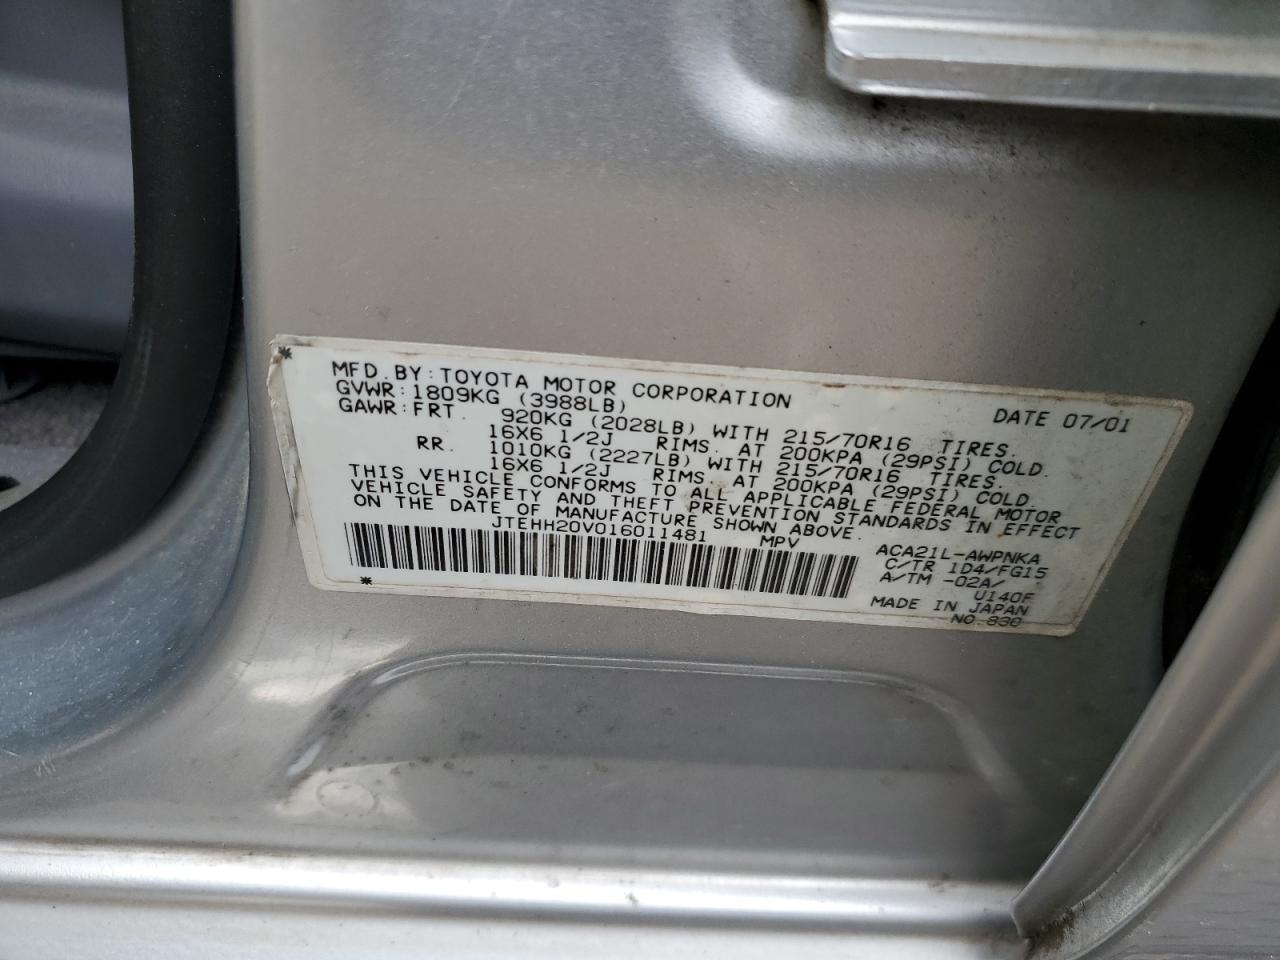 MFD. BY: TOYOTA MOTOR CORPORATION DATE 07/01
GVWR: 1809KG (3988LB)
GAWR: FRT. 920KG (2028LB) WITH 215/70R16 TIRES.
16X6 1/2J RIMS. AT 200KPA (29PSI) COLD.
RR. 1010KG (2227LB) WITH 215/70R16 TIRES.
16X6 1/2J RIMS. AT 200KPA (29PSI) COLD.
THIS VEHICLE CONFORMS TO ALL APPLICABLE FEDERAL MOTOR
VEHICLE SAFETY AND THEFT PREVENTION STANDARDS IN EFFECT
ON THE DATE OF MANUFACTURE SHOWN ABOVE.
JTEHH20V016011481 MPV
ACA21L-AWPNKA
C/TR 1D4/FG15
A/TM -02A/
U140F
MADE IN JAPAN
NO. 830